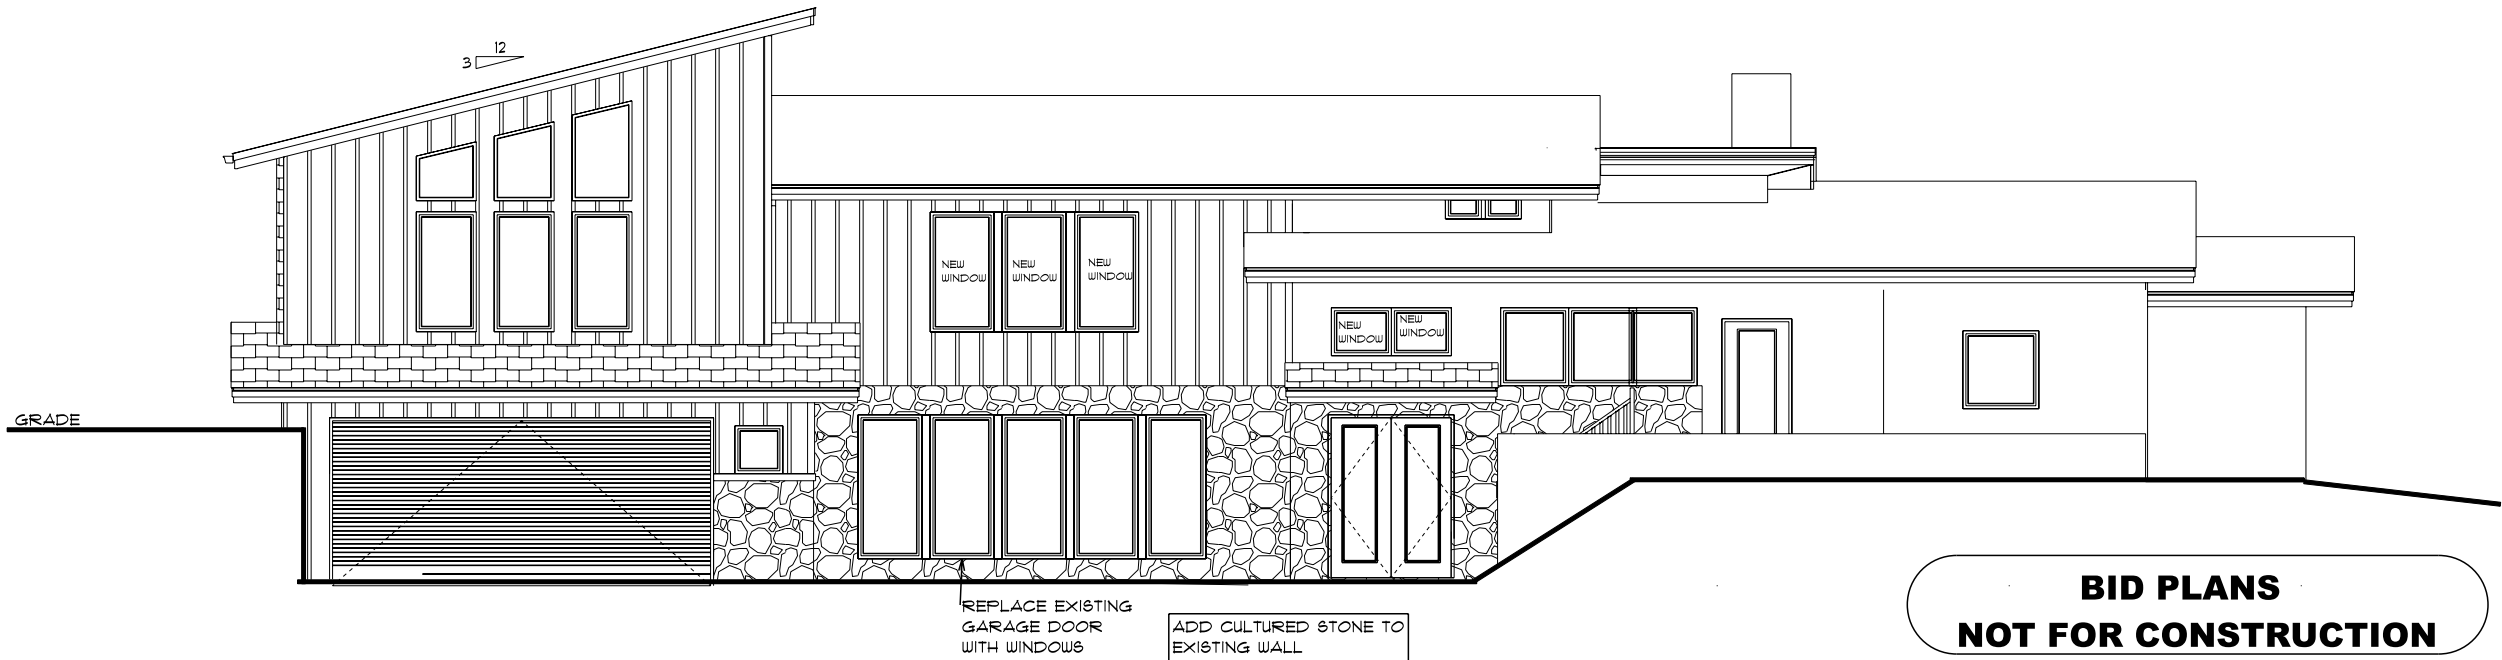 12
3
NEW
WINDOW
NEW
WINDOW
NEW
WINDOW
NEW
WINDOW
NEW
WINDOW
GRADE
REPLACE EXISTING
GARAGE DOOR
WITH WINDOWS
ADD CULTURED STONE TO
EXISTING WALL
BID PLANS
NOT FOR CONSTRUCTION